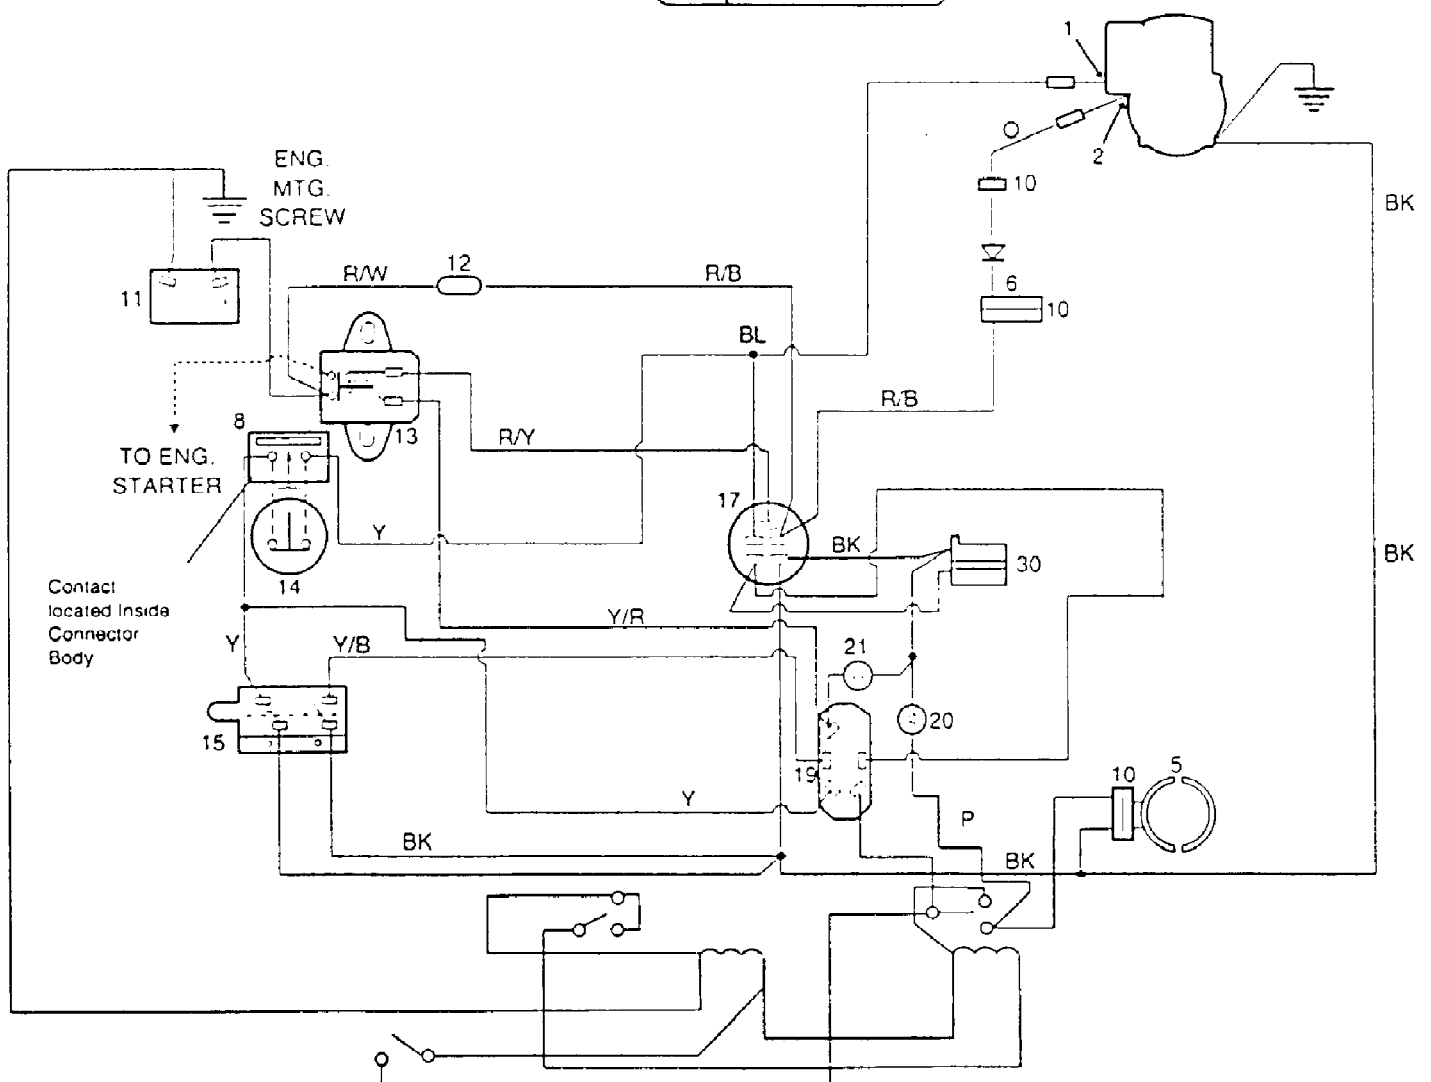 1
2
ENG.
MTG.
SCREW
10
BK
11
R/W
12
R/B
6
10
BL
R/B
8
13
TO ENG.
STARTER
R/Y
17
Y
BK
30
BK
14
Contact
located Inside
Connector
Body
Y
Y/B
Y/R
21
20
15
19
Y
10
5
P
BK
BK